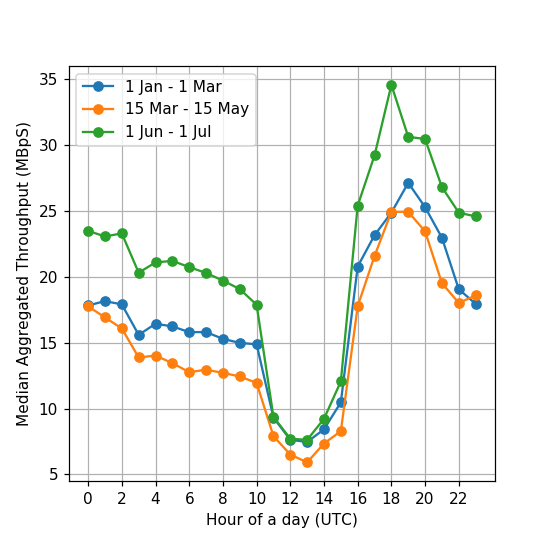 35
30
25
20
15
10
5
Median Aggregated Throughput (MBpS)
1 Jan - 1 Mar
15 Mar - 15 May
1 Jun - 1 Jul
0 2 4 6 8 10 12 14 16 18 20 22
Hour of a day (UTC)